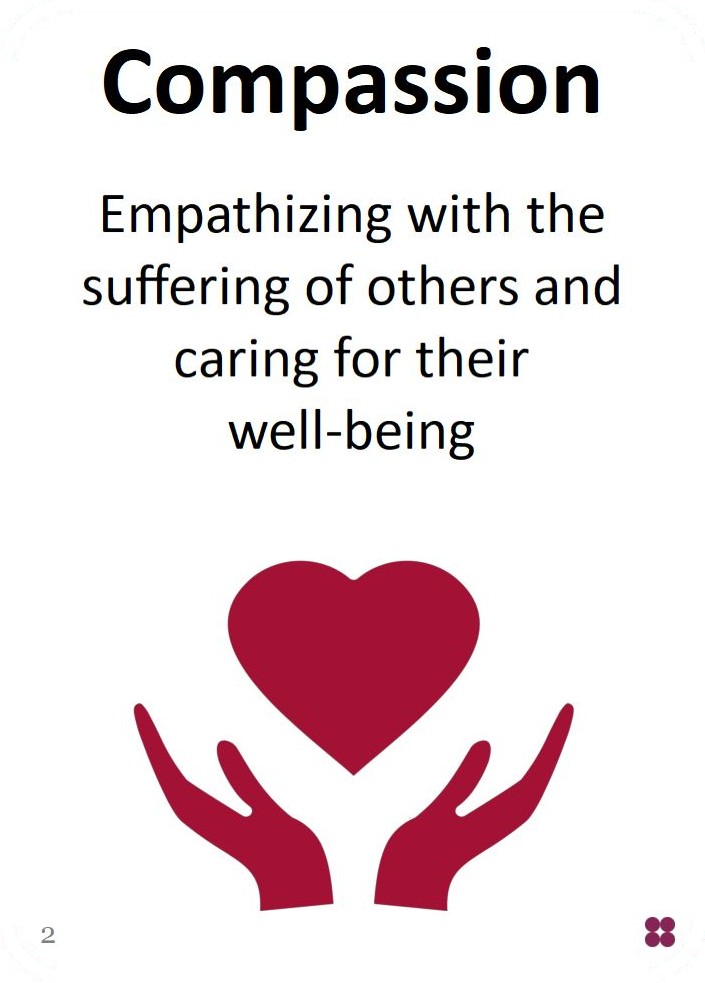 Compassion
Empathizing with the
suffering of others and
caring for their
well-being
2